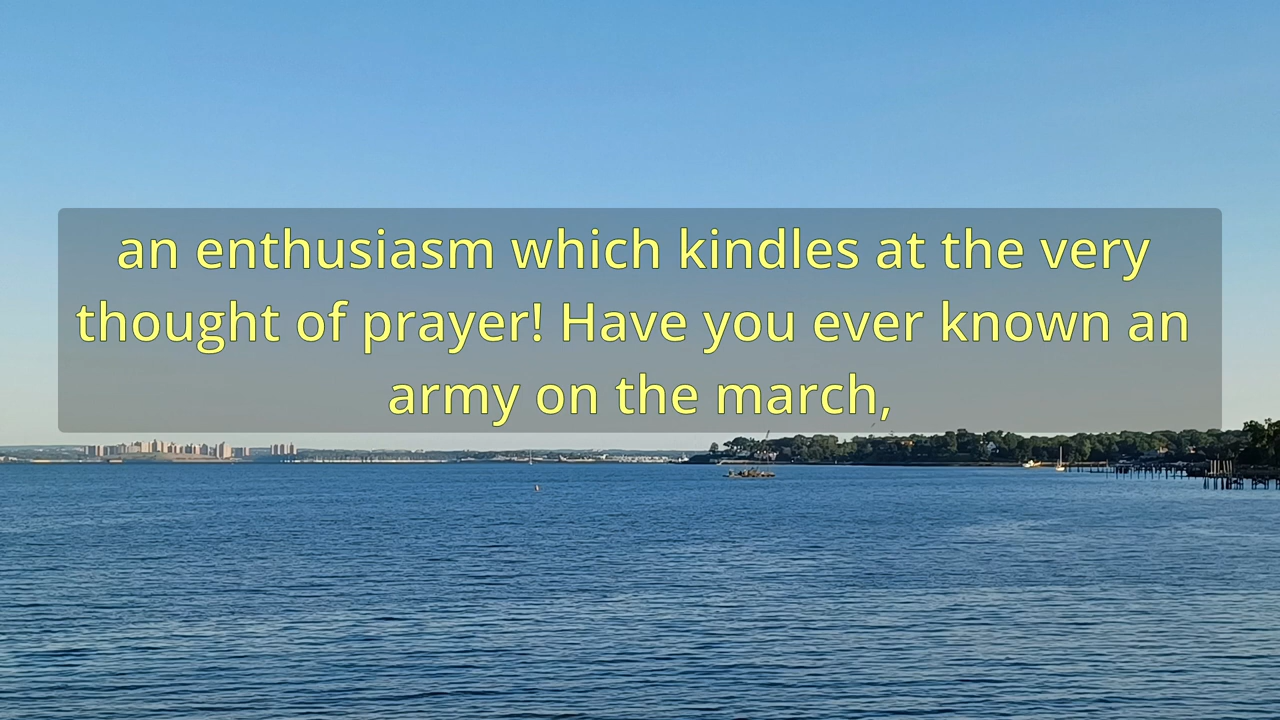 an enthusiasm which kindles at the very
thought of prayer! Have you ever known an
army on the march,